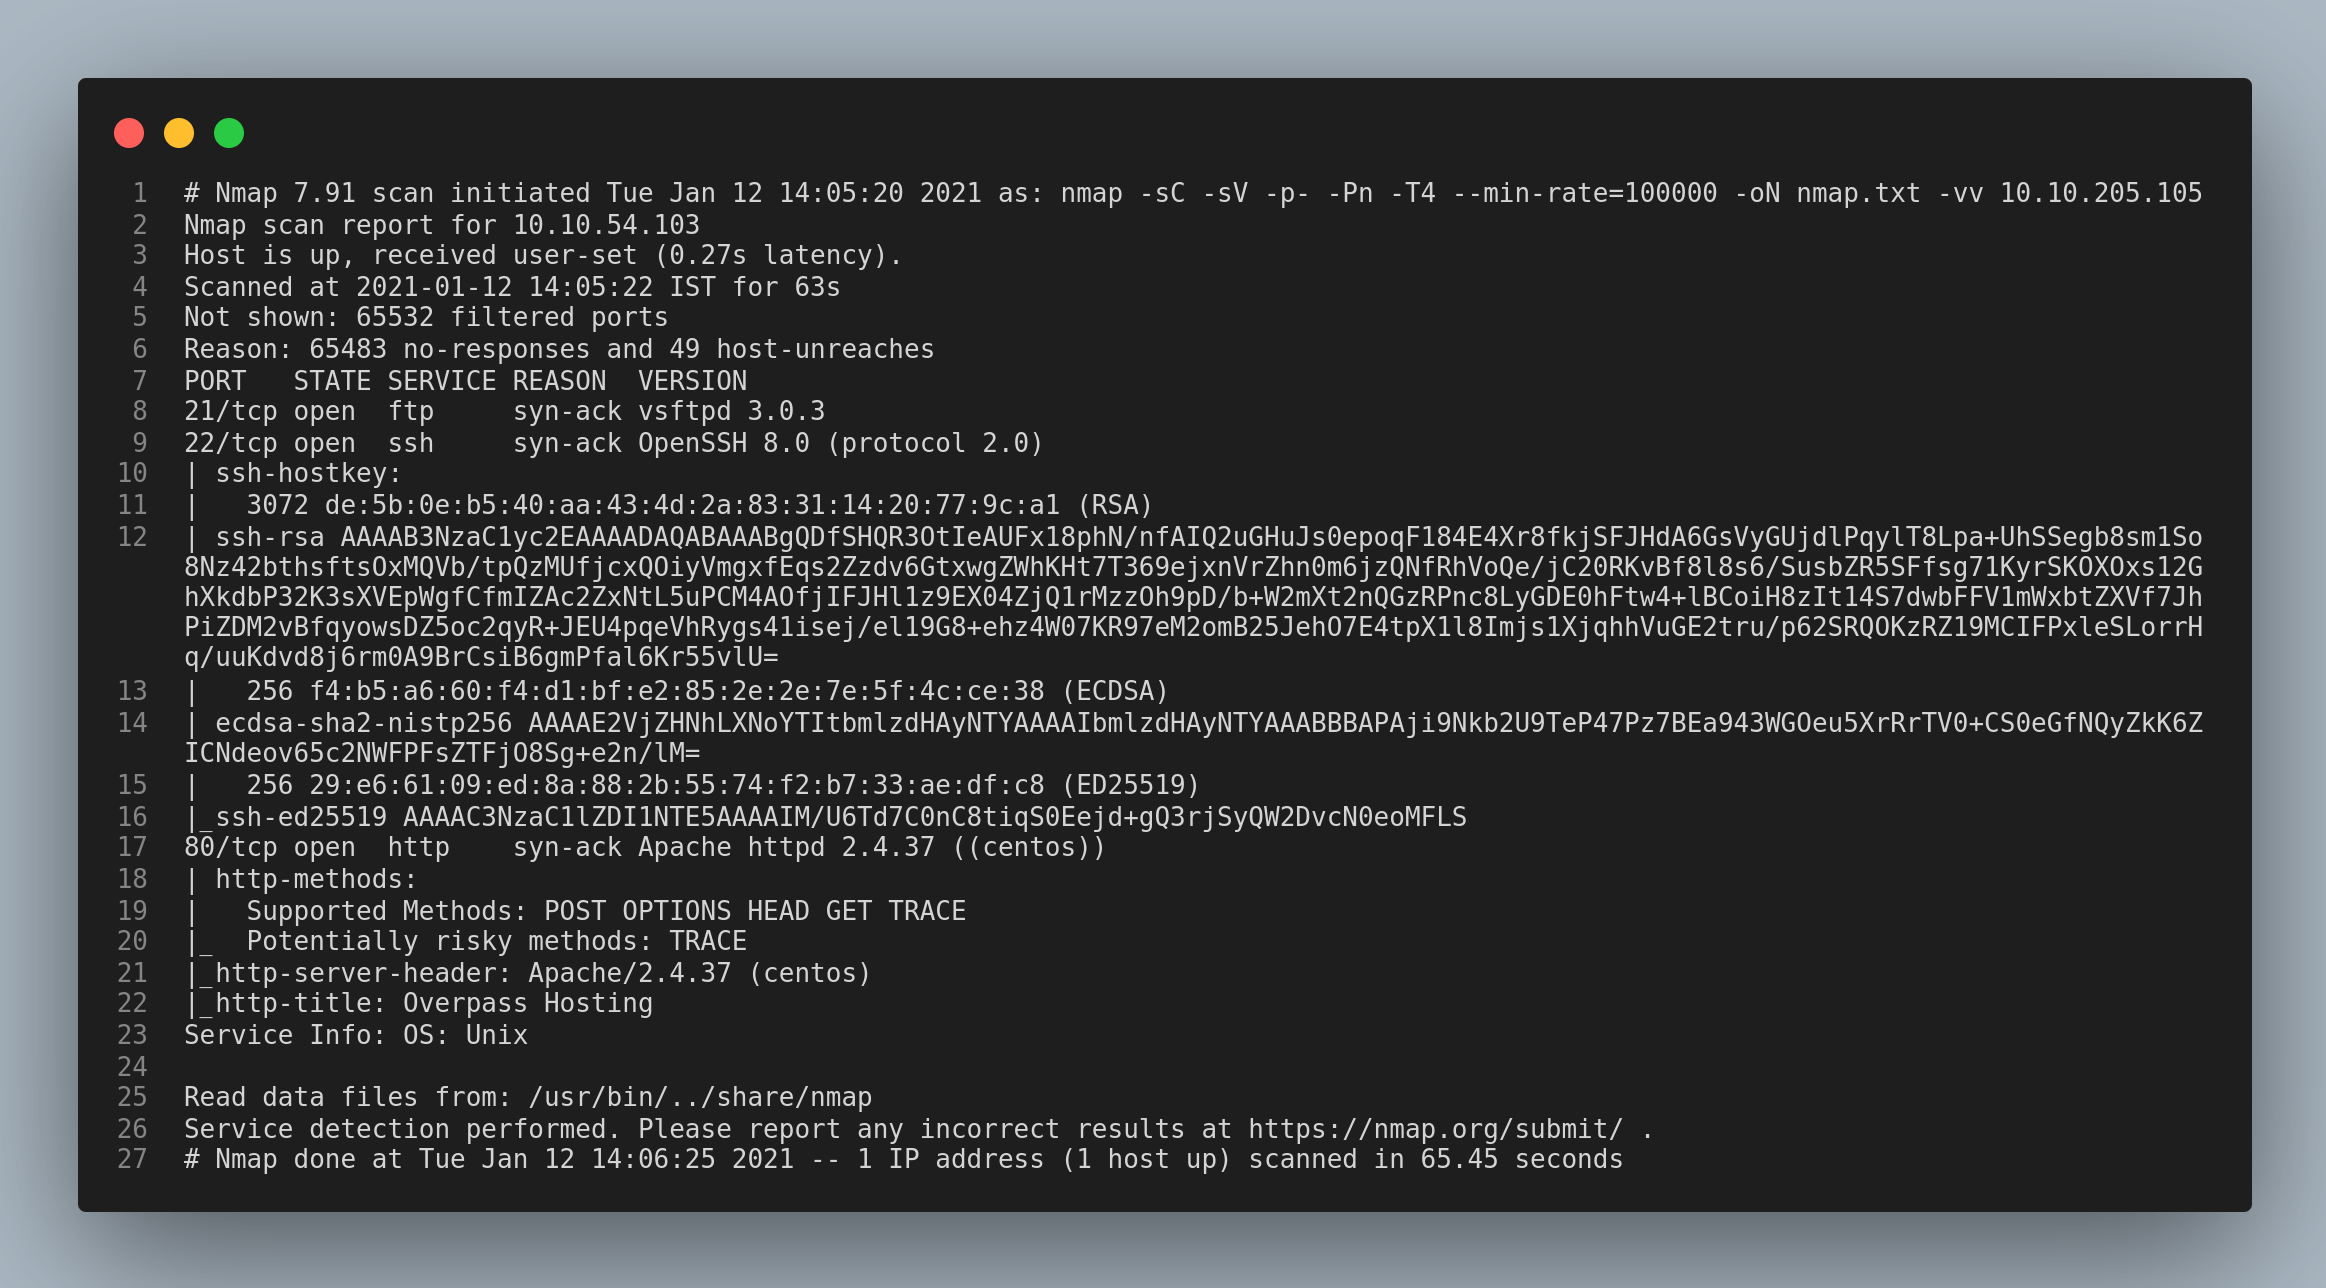 1 # Nmap 7.91 scan initiated Tue Jan 12 14:05:20 2021 as: nmap -sC -sV -p- -Pn -T4 --min-rate=100000 -oN nmap.txt -vv 10.10.205.105
2 Nmap scan report for 10.10.54.103
3 Host is up, received user-set (0.27s latency).
4 Scanned at 2021-01-12 14:05:22 IST for 63s
5 Not shown: 65532 filtered ports
6 Reason: 65483 no-responses and 49 host-unreaches
7 PORT   STATE SERVICE REASON  VERSION
8 21/tcp open  ftp     syn-ack vsftpd 3.0.3
9 22/tcp open  ssh     syn-ack OpenSSH 8.0 (protocol 2.0)
10 | ssh-hostkey:
11 |   3072 de:5b:0e:b5:40:aa:43:4d:2a:83:31:14:20:77:9c:a1 (RSA)
12 | ssh-rsa AAAAB3NzaC1yc2EAAAADAQABAAABgQDfSHQR3OtIeAUFx18phN/nfAIQ2uGHuJs0epoqF184E4Xr8fkjSFJHdA6GsVyGUjdlPqylT8Lpa+UhSSegb8sm1So
8Nz42bthsftsOxMQVb/tpQzMUfjcxQOiyVmgxfEqs2Zzdv6GtxwgZWhKHt7T369ejxnVrZhn0m6jzQNfRhVoQe/jC20RKvBf8l8s6/SusbZR5SFfsg71KyrSKOXOxs12G
hXkdbP32K3sXVEpWgfCfmIZAc2ZxNtL5uPCM4AOfjIFJHl1z9EX04ZjQ1rMzzOh9pD/b+W2mXt2nQGzRPnc8LyGDE0hFtw4+lBCoiH8zIt14S7dwbFFV1mWxbtZXVf7Jh
PiZDM2vBfqyowsDZ5oc2qyR+JEU4pqeVhRygs41isej/el19G8+ehz4W07KR97eM2omB25JehO7E4tpX1l8Imjs1XjqhhVuGE2tru/p62SRQOKzRZ19MCIFPxleSLorrH
q/uuKdvd8j6rm0A9BrCsiB6gmPfal6Kr55vlU=
13 |   256 f4:b5:a6:60:f4:d1:bf:e2:85:2e:2e:7e:5f:4c:ce:38 (ECDSA)
14 | ecdsa-sha2-nistp256 AAAAE2VjZHNhLXNoYTItbmlzdHAyNTYAAAAIbmlzdHAyNTYAAABBBAPAji9Nkb2U9TeP47Pz7BEa943WGOeu5XrRrTV0+CS0eGfNQyZkK6Z
ICNdeov65c2NWFPFsZTFjO8Sg+e2n/lM=
15 |   256 29:e6:61:09:ed:8a:88:2b:55:74:f2:b7:33:ae:df:c8 (ED25519)
16 |_ssh-ed25519 AAAAC3NzaC1lZDI1NTE5AAAAIM/U6Td7C0nC8tiqS0Eejd+gQ3rjSyQW2DvcN0eoMFLS
17 80/tcp open  http    syn-ack Apache httpd 2.4.37 ((centos))
18 | http-methods:
19 |   Supported Methods: POST OPTIONS HEAD GET TRACE
20 |_  Potentially risky methods: TRACE
21 |_http-server-header: Apache/2.4.37 (centos)
22 |_http-title: Overpass Hosting
23 Service Info: OS: Unix
24
25 Read data files from: /usr/bin/../share/nmap
26 Service detection performed. Please report any incorrect results at https://nmap.org/submit/ .
27 # Nmap done at Tue Jan 12 14:06:25 2021 -- 1 IP address (1 host up) scanned in 65.45 seconds